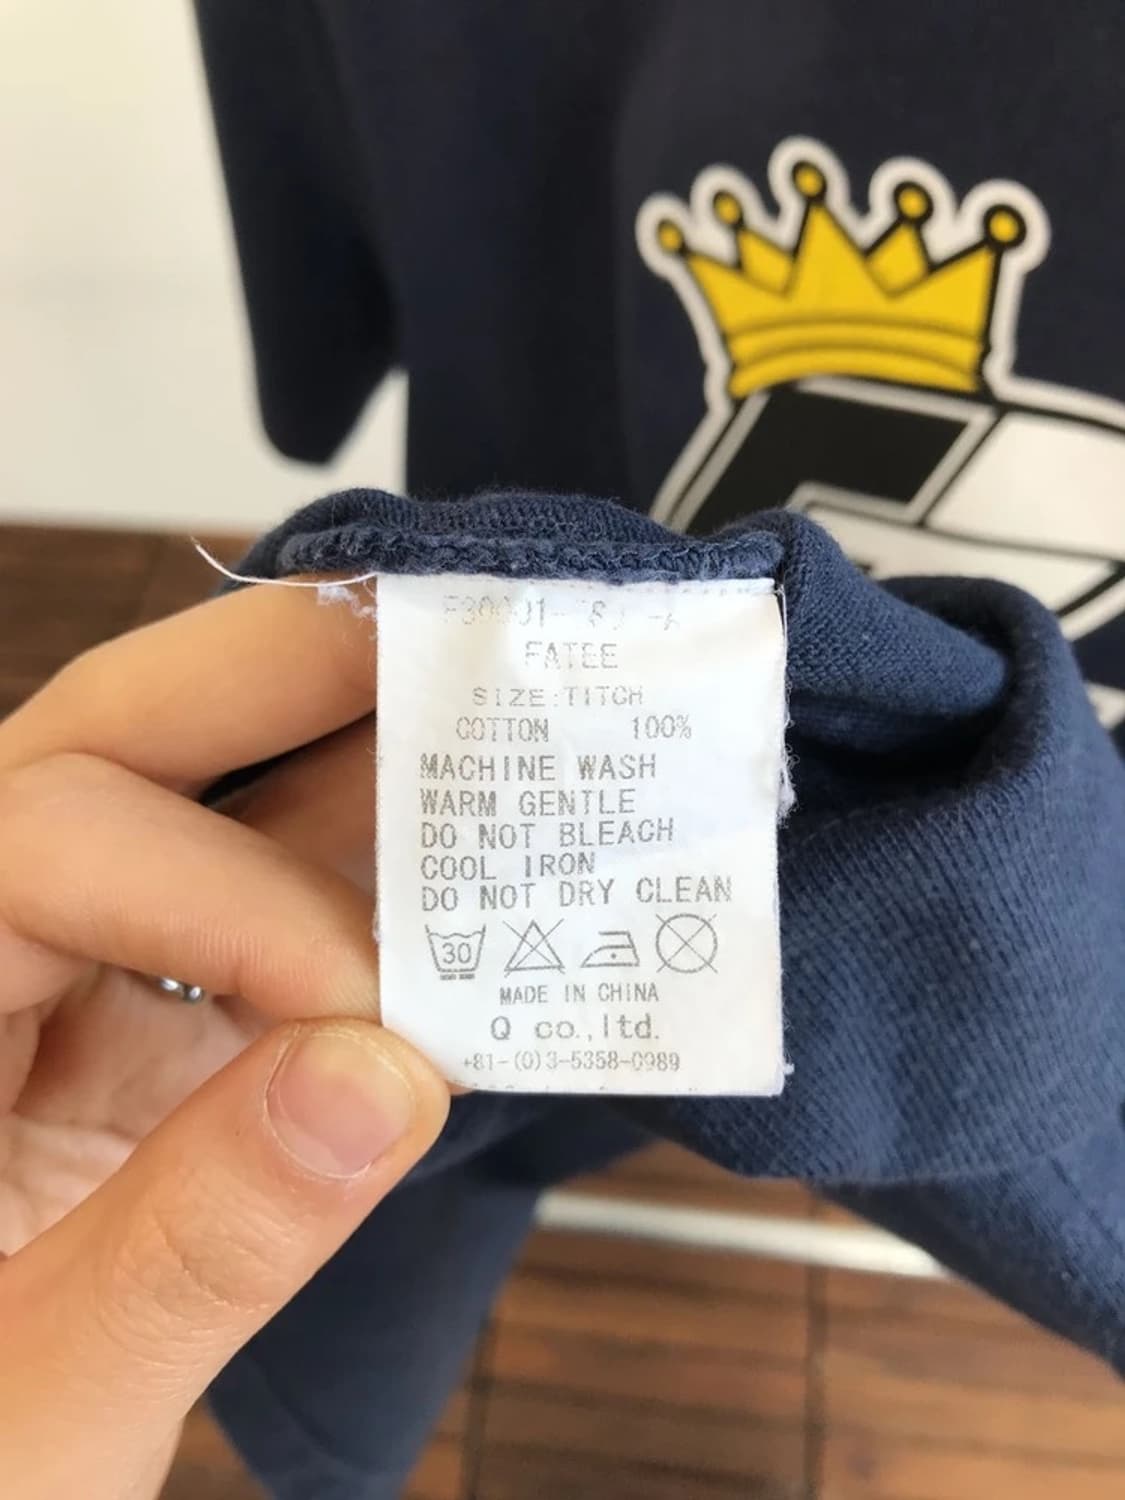 FATEE
SIZE:TITCH
COTTON 100%
MACHINE WASH
WARM GENTLE
DO NOT BLEACH
COOL IRON
DO NOT DRY CLEAN
30
MADE IN CHINA
Q co.,ltd.
+81-(0)3-5358-0989